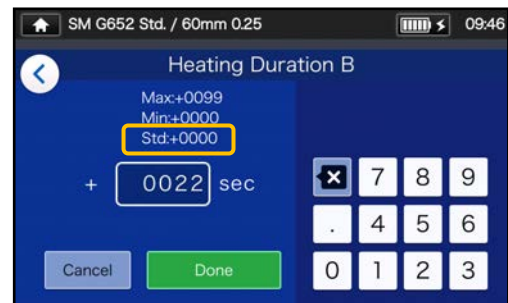 SM G652 Std. / 60mm 0.25 09:46
Heating Duration B
Max:+0099
Min:+0000
Std:+0000
+ 0022 sec
7 8 9
. 4 5 6
0 1 2 3
Cancel Done